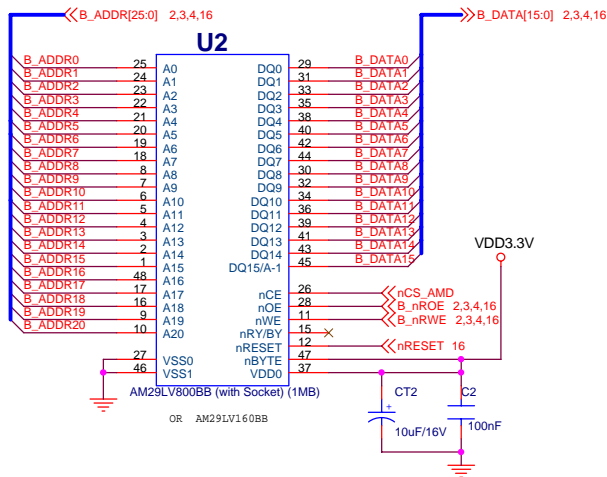 B_ADDR[25:0] 2,3,4,16
B_DATA[15:0] 2,3,4,16
U2
B_ADDR0 25 A0 DQ0 29 B_DATA0
B_ADDR1 24 A1 DQ1 31 B_DATA1
B_ADDR2 23 A2 DQ2 33 B_DATA2
B_ADDR3 22 A3 DQ3 35 B_DATA3
B_ADDR4 21 A4 DQ4 38 B_DATA4
B_ADDR5 20 A5 DQ5 40 B_DATA5
B_ADDR6 19 A6 DQ6 42 B_DATA6
B_ADDR7 18 A7 DQ7 44 B_DATA7
B_ADDR8 8 A8 DQ8 30 B_DATA8
B_ADDR9 7 A9 DQ9 32 B_DATA9
B_ADDR10 6 A10 DQ10 34 B_DATA10
B_ADDR11 5 A11 DQ11 36 B_DATA11
B_ADDR12 4 A12 DQ12 39 B_DATA12
B_ADDR13 3 A13 DQ13 41 B_DATA13
B_ADDR14 2 A14 DQ14 43 B_DATA14
B_ADDR15 1 A15 DQ15/A-1 45 B_DATA15
B_ADDR16 48 A16
B_ADDR17 17 A17 nCE 26 nCS_AMD
B_ADDR18 16 A18 nOE 28 B_nROE 2,3,4,16
B_ADDR19 9 A19 nWE 11 B_nRWE 2,3,4,16
B_ADDR20 10 A20 nRY/BY 15
nRESET 12 nRESET 16
27 VSS0 nBYTE 47
46 VSS1 VDD0 37
VDD3.3V
AM29LV800BB (with Socket) (1MB)
OR AM29LV160BB
CT2
+
10uF/16V
C2
100nF